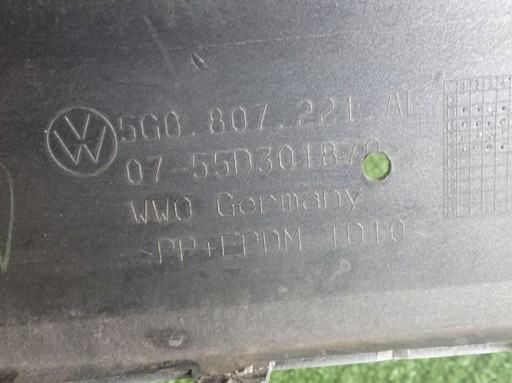 5G0.807.221.AL
07-55D301870
WWO Germany
>PP+EPDM-TD10<